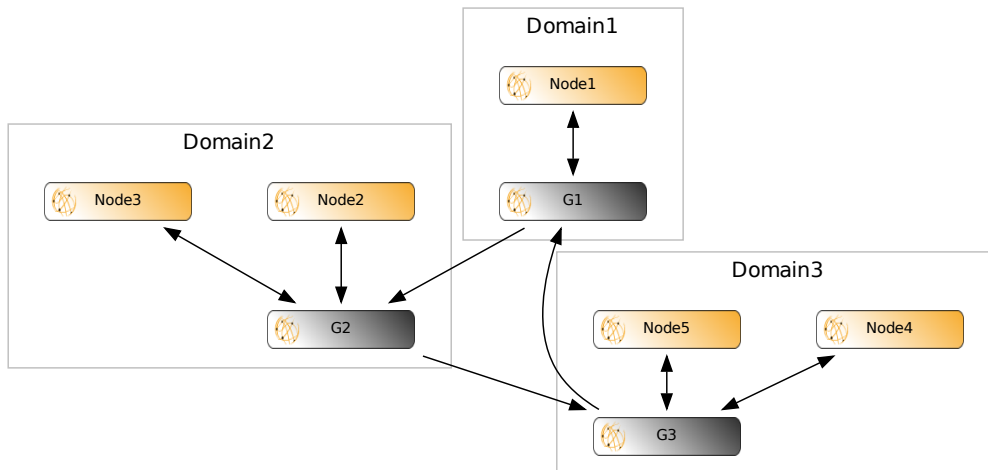 Domain1
Node1
G1
Domain2
Node3
Node2
G2
Domain3
Node5
Node4
G3